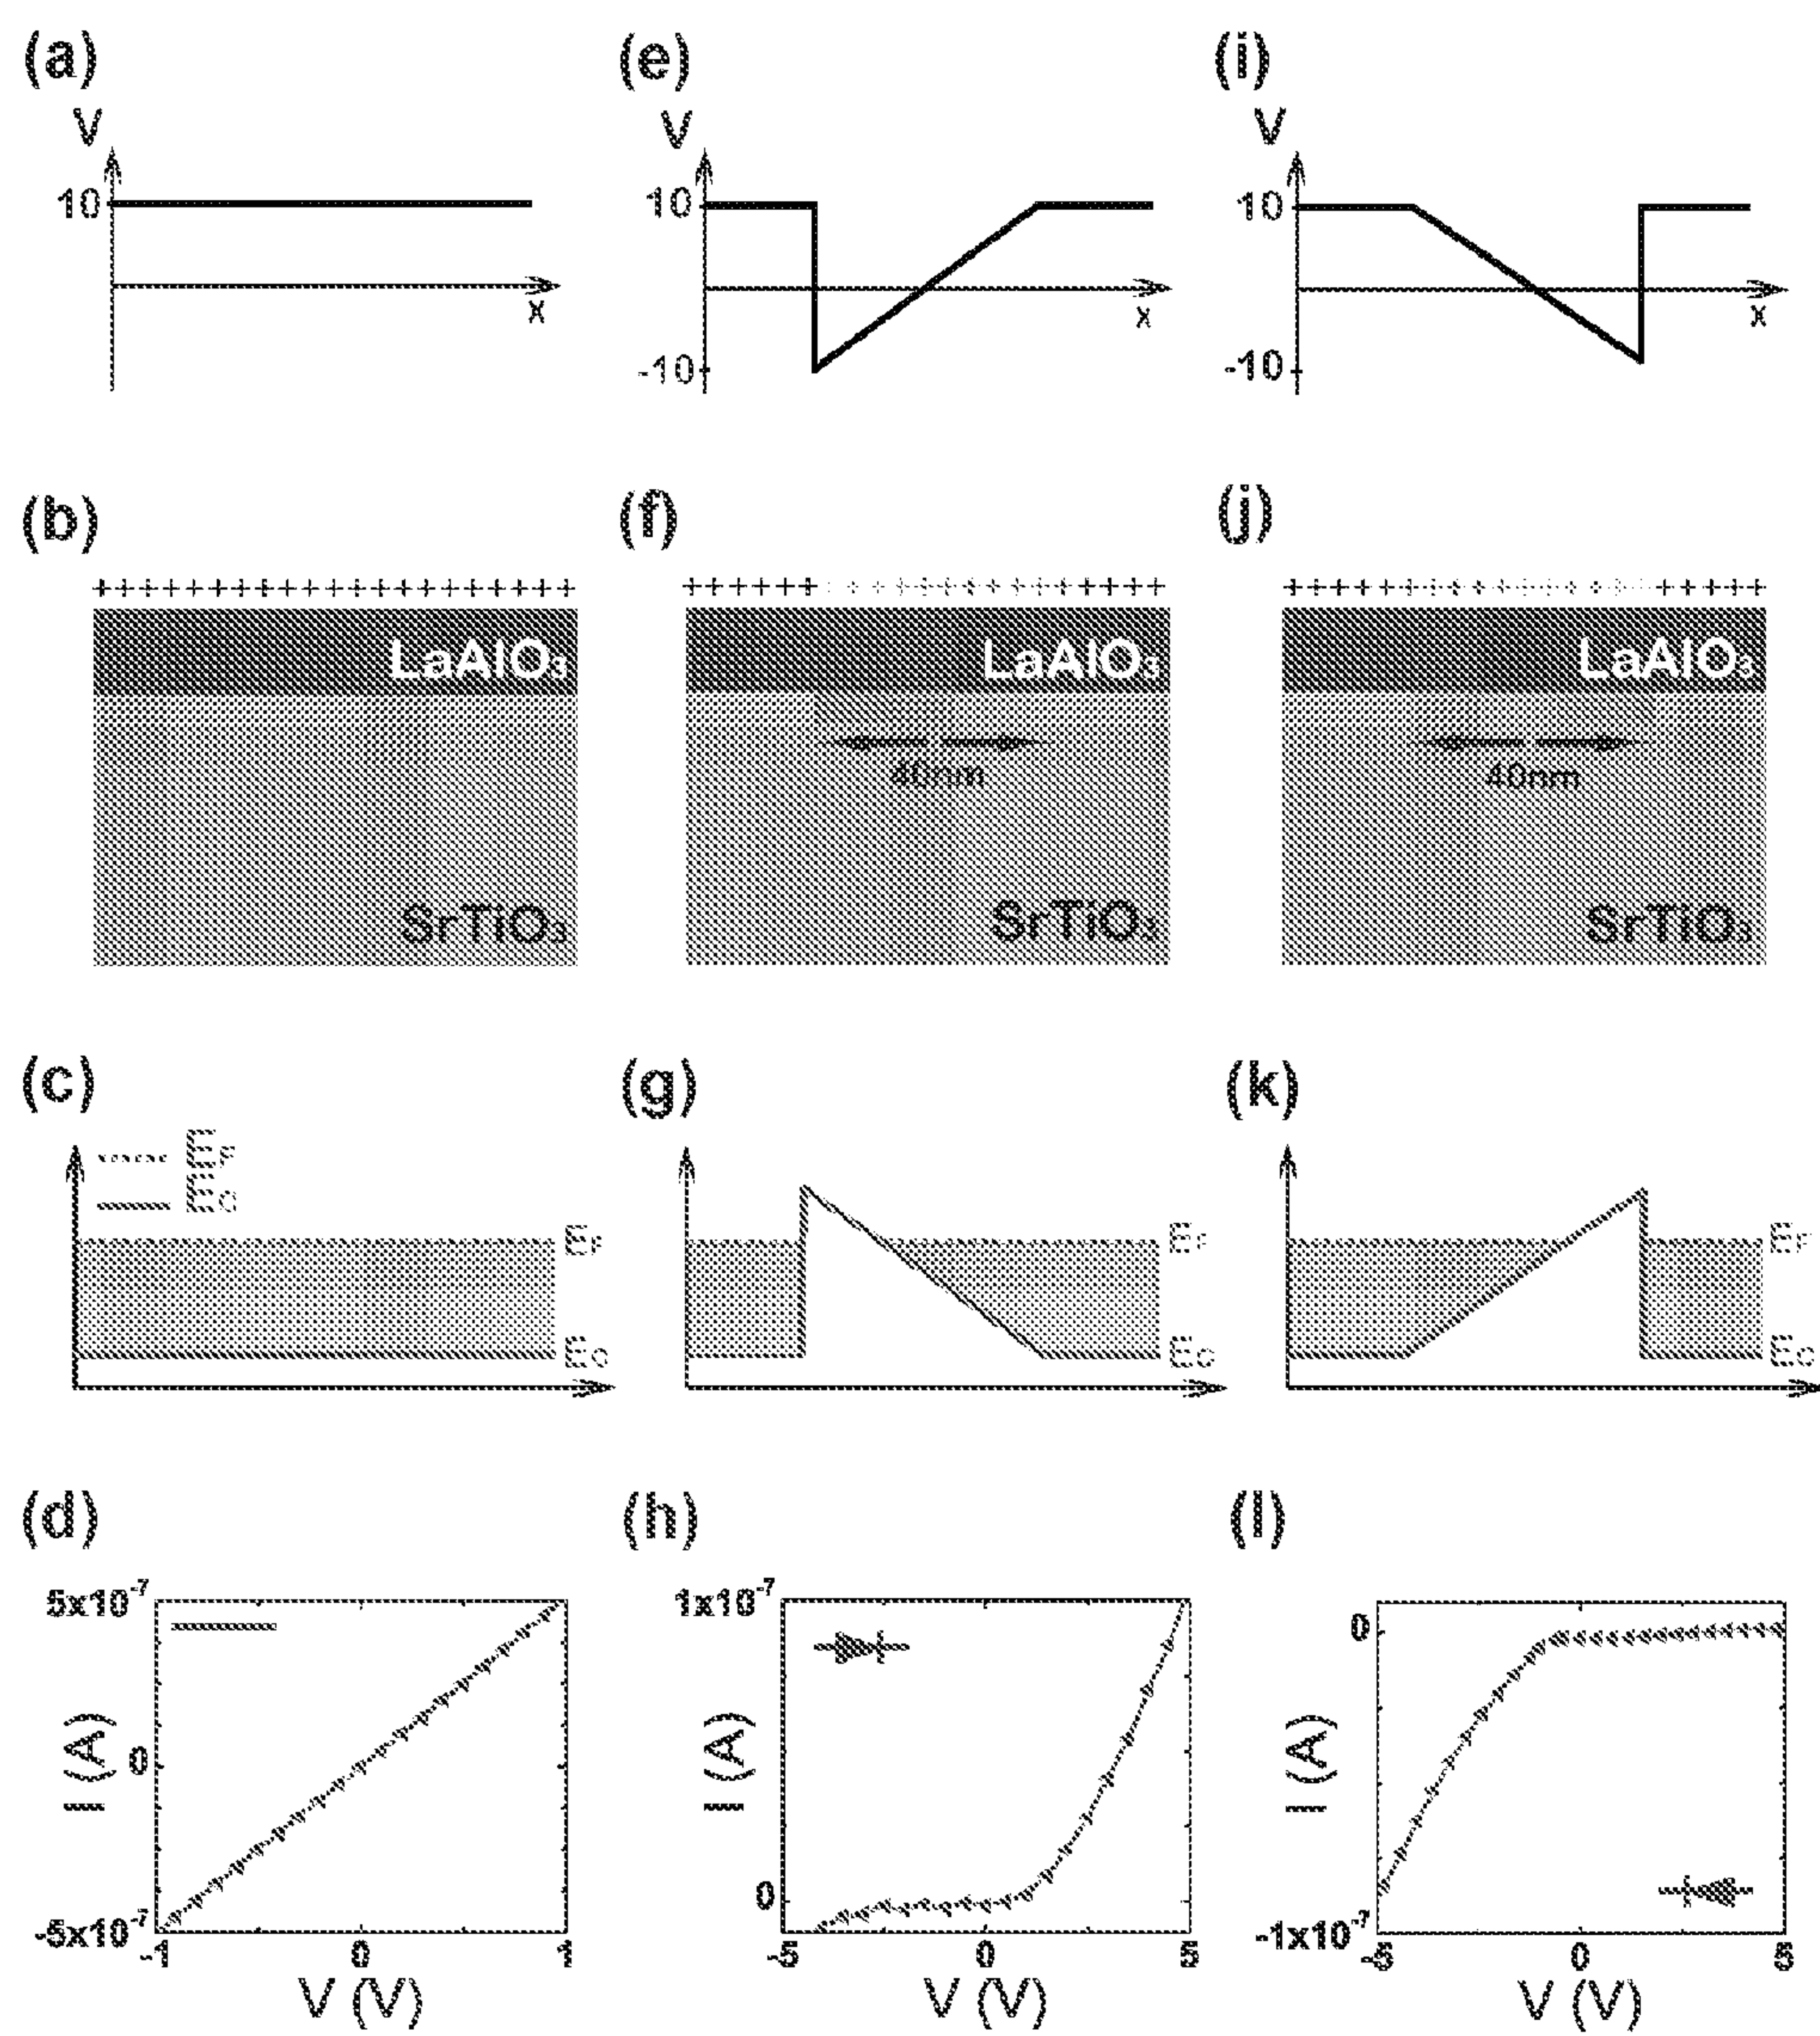 (a) (e) (i)
V V V
10 10 10
x x x
-10 -10
(b) (f) (j)
+++++++++++++++++++++ +++++++++++++++++++++ +++++++++++++++++++++
LaAlO₃ LaAlO₃ LaAlO₃
40nm 40nm
SrTiO₃ SrTiO₃ SrTiO₃
(c) (g) (k)
EF
EC
EF EF EF
EC EC EC
(d) (h) (l)
5x10⁻⁷ 1x10⁻⁷ 0
I (A) I (A) I (A)
0 0
-5x10⁻⁷ -1x10⁻⁷
-1 0 1 -5 0 5 -5 0 5
V (V) V (V) V (V)